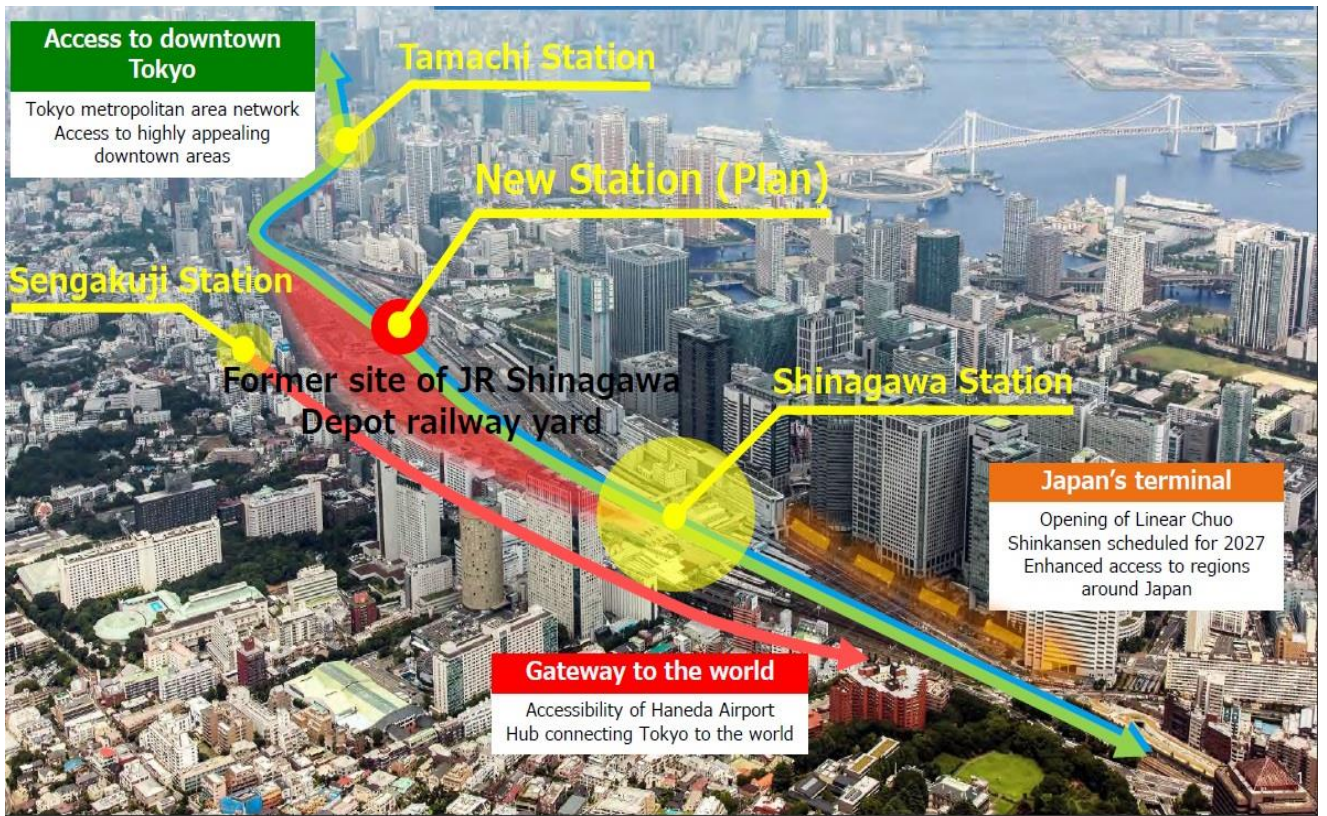 Access to downtown
Tokyo
Tokyo metropolitan area network
Access to highly appealing
downtown areas
Tamachi Station
New Station (Plan)
Sengakuji Station
Former site of JR Shinagawa
Depot railway yard
Shinagawa Station
Japan's terminal
Opening of Linear Chuo
Shinkansen scheduled for 2027
Enhanced access to regions
around Japan
Gateway to the world
Accessibility of Haneda Airport
Hub connecting Tokyo to the world